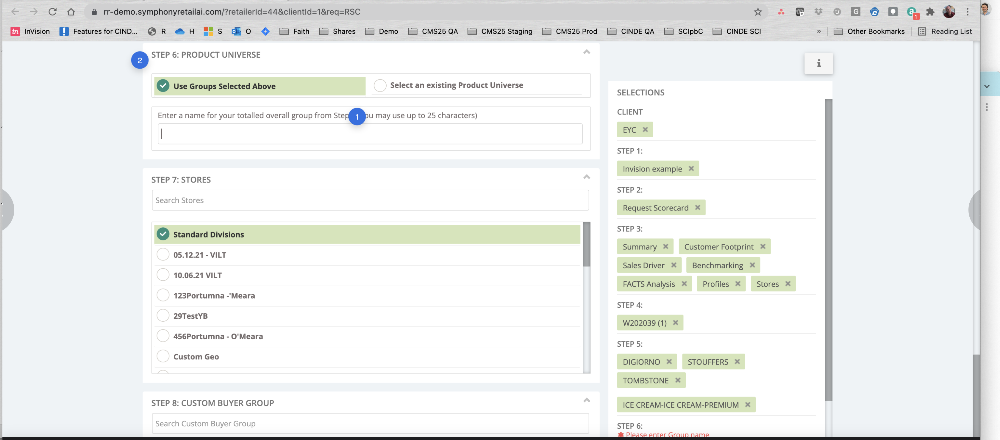 rr-demo.symphonyretailai.com/?retailerId=44&clientId=1&req=RSC
1
in InVision ! Features for CIND... R H S O Faith Shares Demo CMS25 QA CMS25 Staging CMS25 Prod CINDE QA SCIpbC CINDE SCI » Other Bookmarks Reading List
2
STEP 6: PRODUCT UNIVERSE
Use Groups Selected Above
Select an existing Product Universe
Enter a name for your totalled overall group from Step 1 ou may use up to 25 characters)
STEP 7: STORES
Search Stores
Standard Divisions
05.12.21 - VILT
10.06.21 VILT
123Portumna -'Meara
29TestYB
456Portumna - O'Meara
Custom Geo
STEP 8: CUSTOM BUYER GROUP
Search Custom Buyer Group
i
SELECTIONS
CLIENT
EYC
STEP 1:
Invision example
STEP 2:
Request Scorecard
STEP 3:
Summary Customer Footprint
Sales Driver Benchmarking
FACTS Analysis Profiles Stores
STEP 4:
W202039 (1)
STEP 5:
DIGIORNO STOUFFERS
TOMBSTONE
ICE CREAM-ICE CREAM-PREMIUM
STEP 6:
✱ Please enter Group name